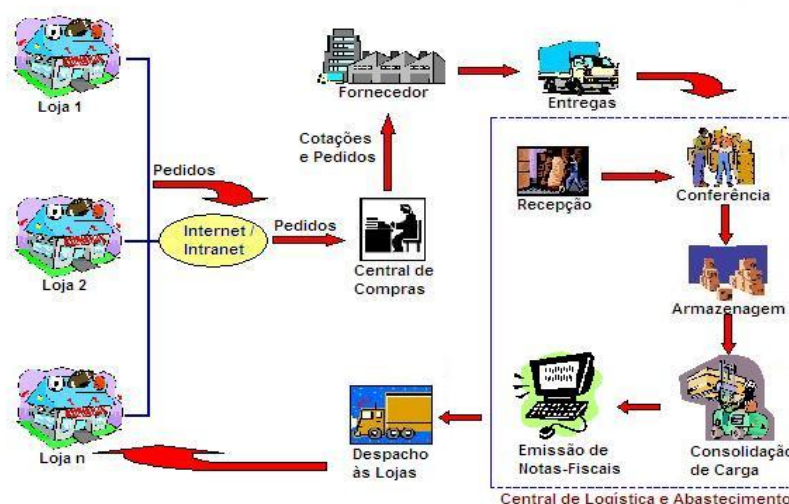 Loja 1
Fornecedor
Entregas
Cotações
e Pedidos
Pedidos
Recepção
Conferência
Internet /
Intranet
Pedidos
Loja 2
Central de
Compras
Armazenagem
Loja n
Despacho
às Lojas
Emissão de
Notas-Fiscais
Consolidação
de Carga
Central de Logística e Abastecimento